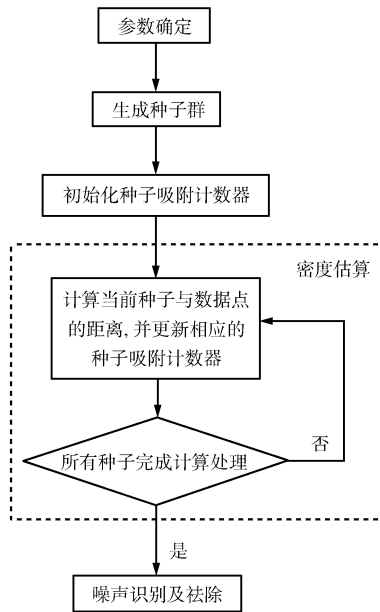 参数确定
生成种子群
初始化种子吸附计数器
密度估算
计算当前种子与数据点
的距离,并更新相应的
种子吸附计数器
否
所有种子完成计算处理
是
噪声识别及祛除